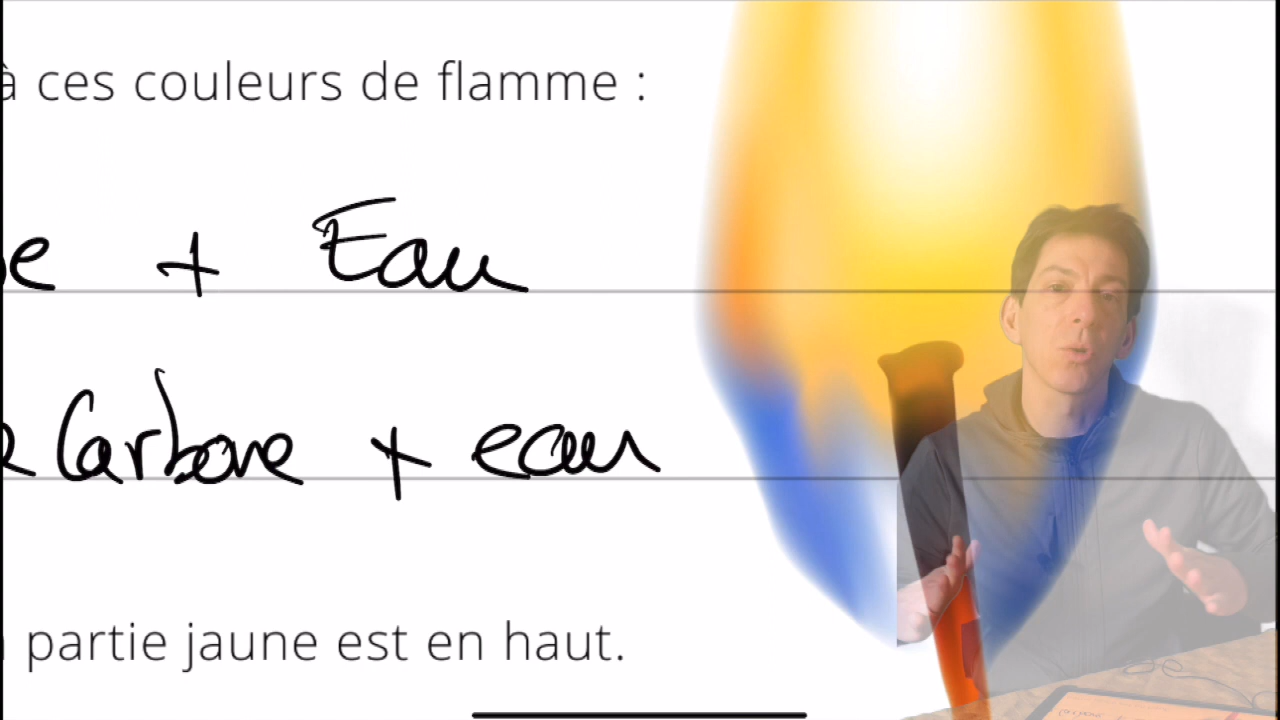 à ces couleurs de flamme :
+ Eau
Carbone + eau
partie jaune est en haut.